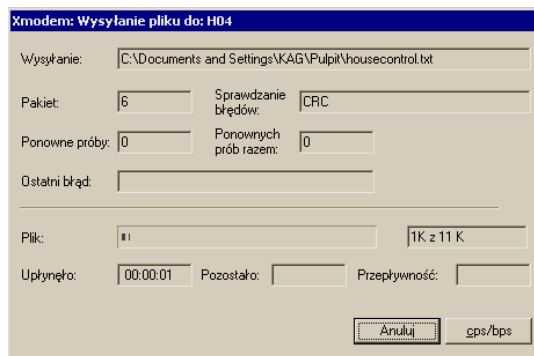 Xmodem: Wysyłanie pliku do: H04
Wysyłanie: C:\Documents and Settings\KAG\Pulpit\housecontrol.txt
Pakiet: 6 Sprawdzanie błędów: CRC
Ponowne próby: 0 Ponownych prób razem: 0
Ostatni błąd:
Plik: 1K z 11 K
Upłynęło: 00:00:01 Pozostało: Przepływność:
Anuluj cps/bps